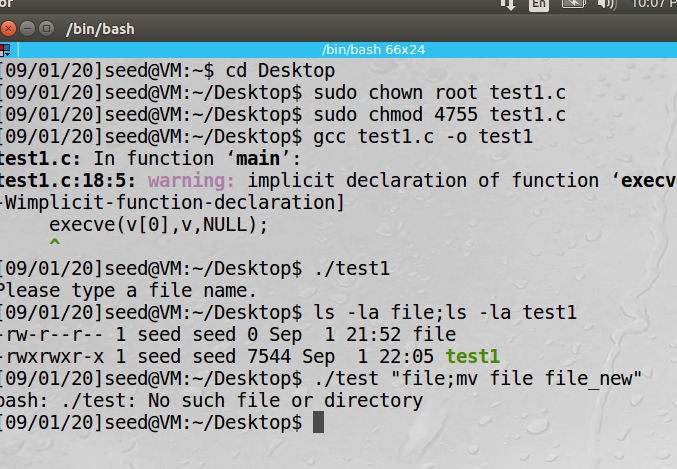 or
En
10:07 P
/bin/bash
/bin/bash 66x24
[09/01/20]seed@VM:~$ cd Desktop
[09/01/20]seed@VM:~/Desktop$ sudo chown root test1.c
[09/01/20]seed@VM:~/Desktop$ sudo chmod 4755 test1.c
[09/01/20]seed@VM:~/Desktop$ gcc test1.c -o test1
test1.c: In function ‘main’:
test1.c:18:5: warning: implicit declaration of function ‘execve
-Wimplicit-function-declaration]
execve(v[0],v,NULL);
^
[09/01/20]seed@VM:~/Desktop$ ./test1
Please type a file name.
[09/01/20]seed@VM:~/Desktop$ ls -la file;ls -la test1
-rw-r--r-- 1 seed seed 0 Sep  1 21:52 file
-rwxrwxr-x 1 seed seed 7544 Sep  1 22:05 test1
[09/01/20]seed@VM:~/Desktop$ ./test "file;mv file file_new"
bash: ./test: No such file or directory
[09/01/20]seed@VM:~/Desktop$